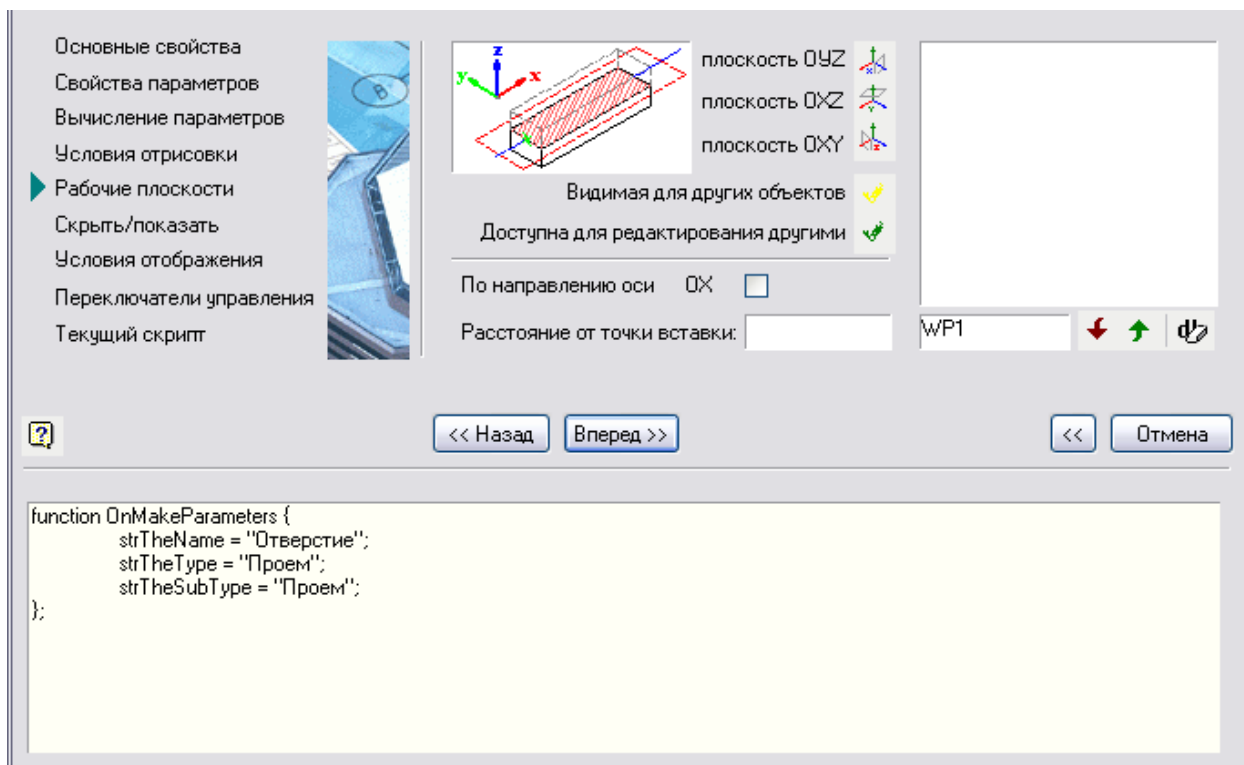 Основные свойства
Свойства параметров
Вычисление параметров
Условия отрисовки
Рабочие плоскости
Скрыть/показать
Условия отображения
Переключатели управления
Текущий скрипт
z
y
x
плоскость OYZ
плоскость OXZ
плоскость OXY
Видимая для других объектов
Доступна для редактирования другими
По направлению оси OX
Расстояние от точки вставки:
WP1
<< Назад
Вперед >>
<<
Отмена
function OnMakeParameters {
strTheName = "Отверстие";
strTheType = "Проем";
strTheSubType = "Проем";
};